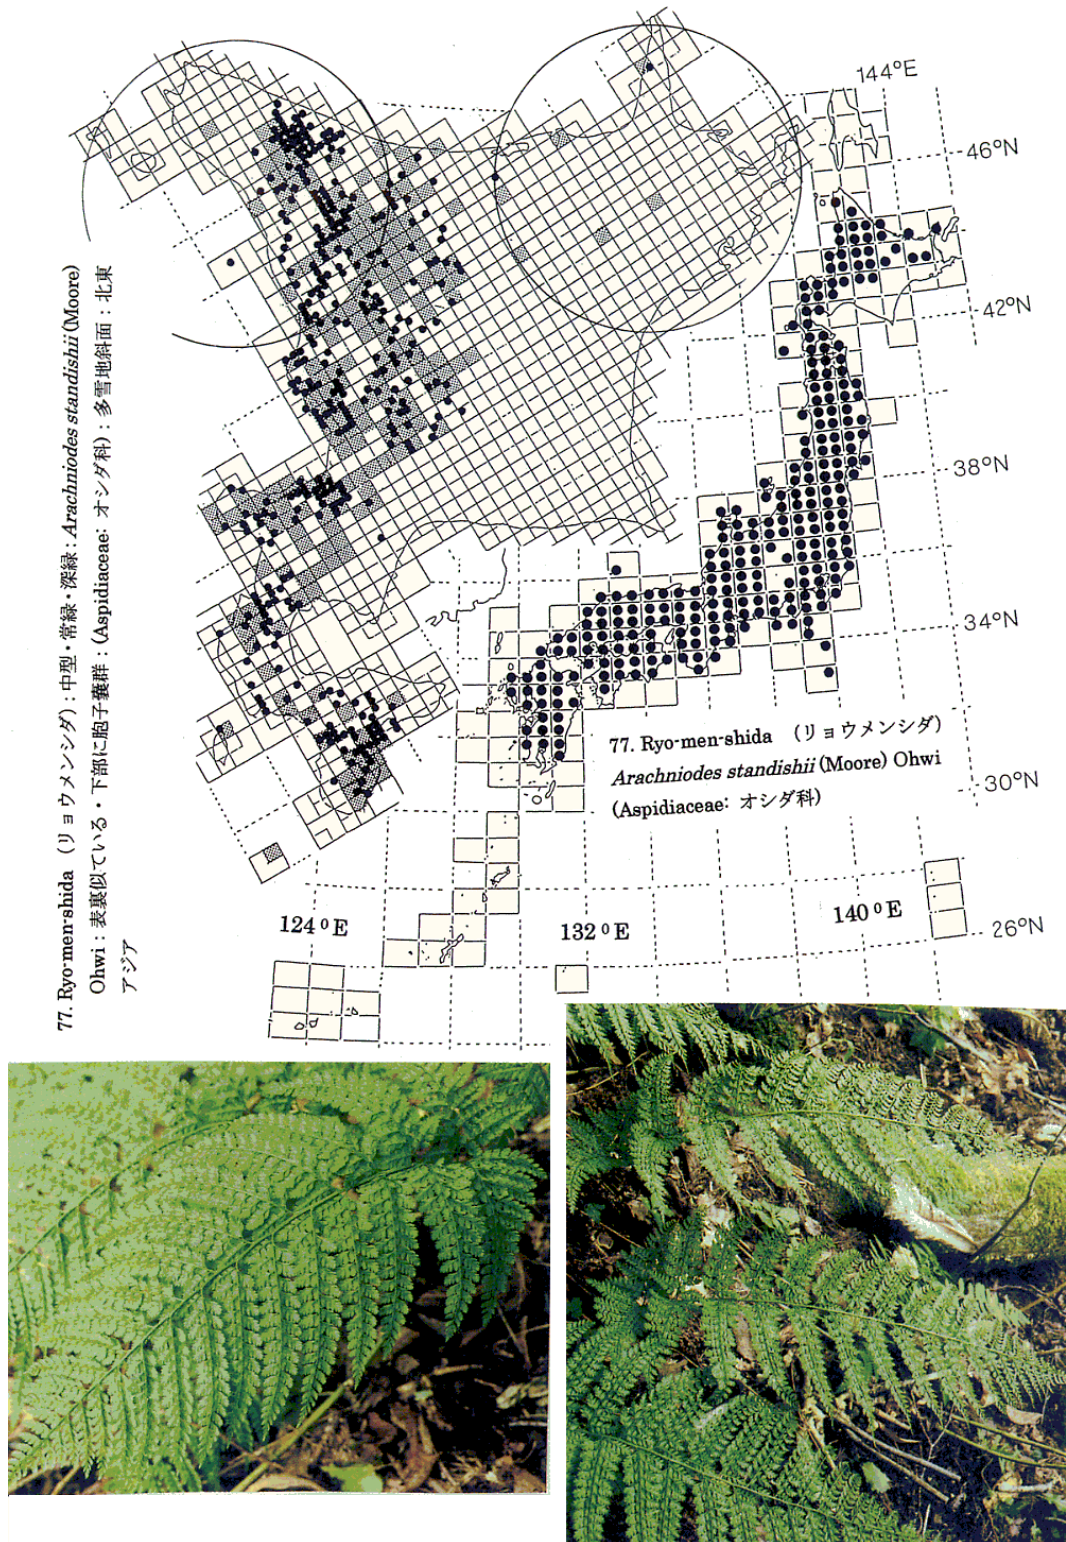 77. Ryo-men-shida （リョウメンシダ）: 中型・常緑・深緑: Arachniodes standishii (Moore)
Ohwi : 表裏似ている・下部に胞子嚢群 : (Aspidiaceae: オシダ科) : 多雪地斜面 : 北東
アジア
144°E
46°N
42°N
38°N
34°N
77. Ryo-men-shida （リョウメンシダ）
Arachniodes standishii (Moore) Ohwi
(Aspidiaceae: オシダ科)
30°N
124°E
132°E
140°E
26°N